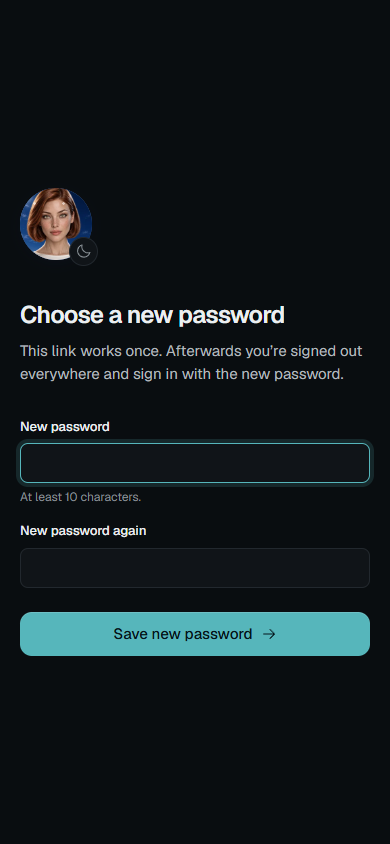 Choose a new password
This link works once. Afterwards you’re signed out
everywhere and sign in with the new password.
New password
At least 10 characters.
New password again
Save new password